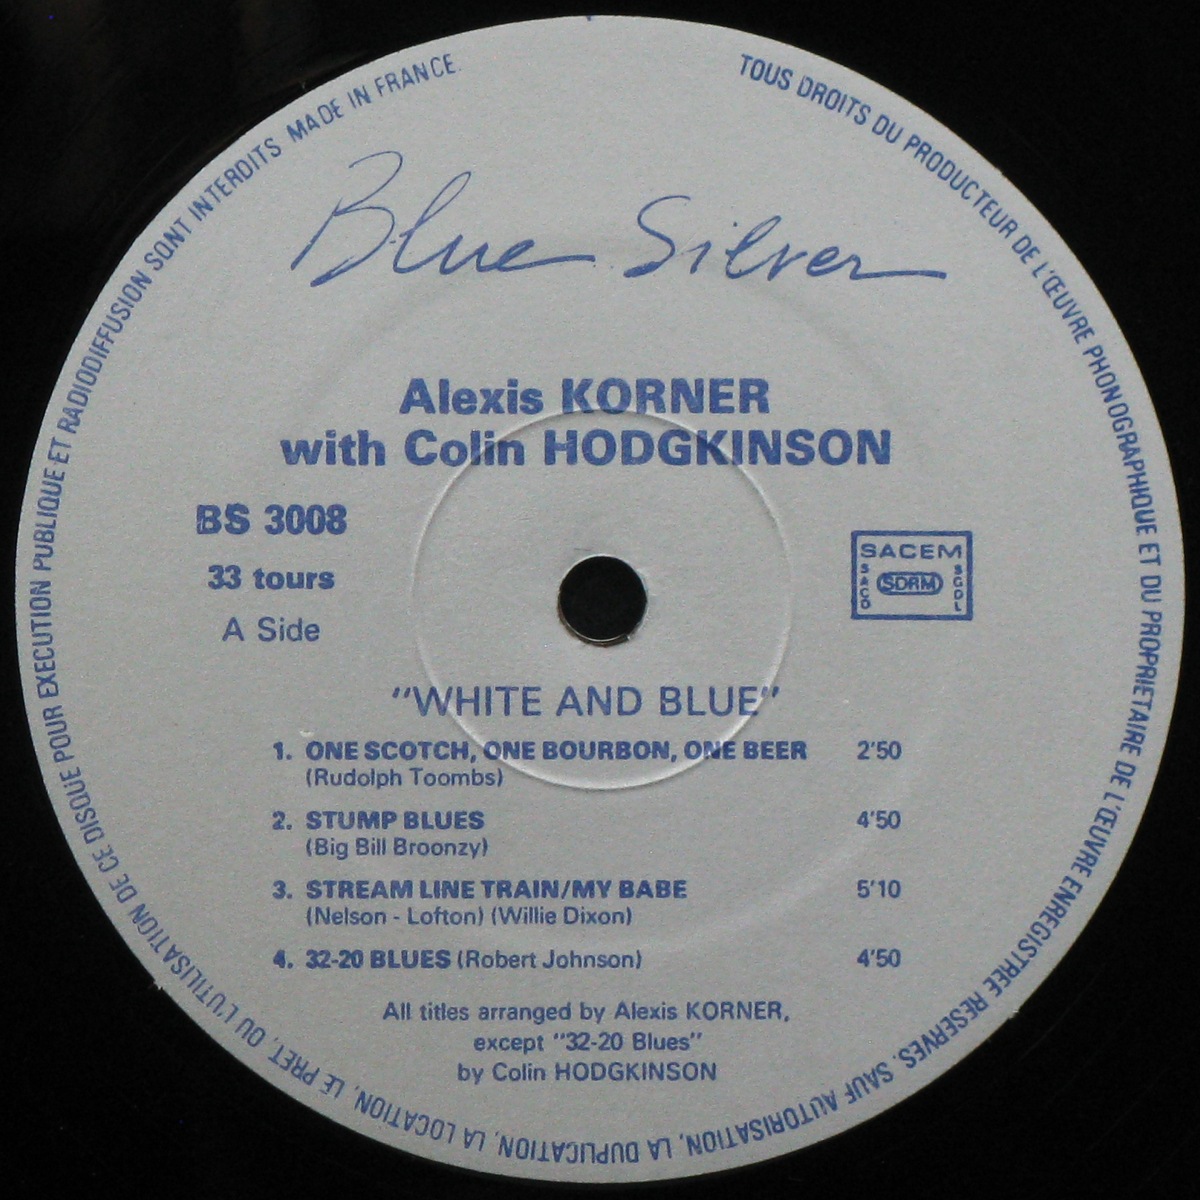 TOUS DROITS DU PRODUCTEUR DE L'ŒUVRE PHONOGRAPHIQUE ET DU PROPRIETAIRE DE L'ŒUVRE ENREGISTREE RESERVES. SAUF AUTORISATION, LA DUPLICATION, LA LOCATION, LE PRET, OU L'UTILISATION DE CE DISQUE POUR EXECUTION PUBLIQUE ET RADIODIFFUSION SONT INTERDITS MADE IN FRANCE.
Blue Silver
Alexis KORNER
with Colin HODGKINSON
BS 3008
33 tours
A Side
SACEM
SACD
SDRM
SGDL
"WHITE AND BLUE"
1. ONE SCOTCH, ONE BOURBON, ONE BEER 2'50
(Rudolph Toombs)
2. STUMP BLUES 4'50
(Big Bill Broonzy)
3. STREAM LINE TRAIN/MY BABE 5'10
(Nelson - Lofton) (Willie Dixon)
4. 32-20 BLUES (Robert Johnson) 4'50
All titles arranged by Alexis KORNER,
except "32-20 Blues"
by Colin HODGKINSON